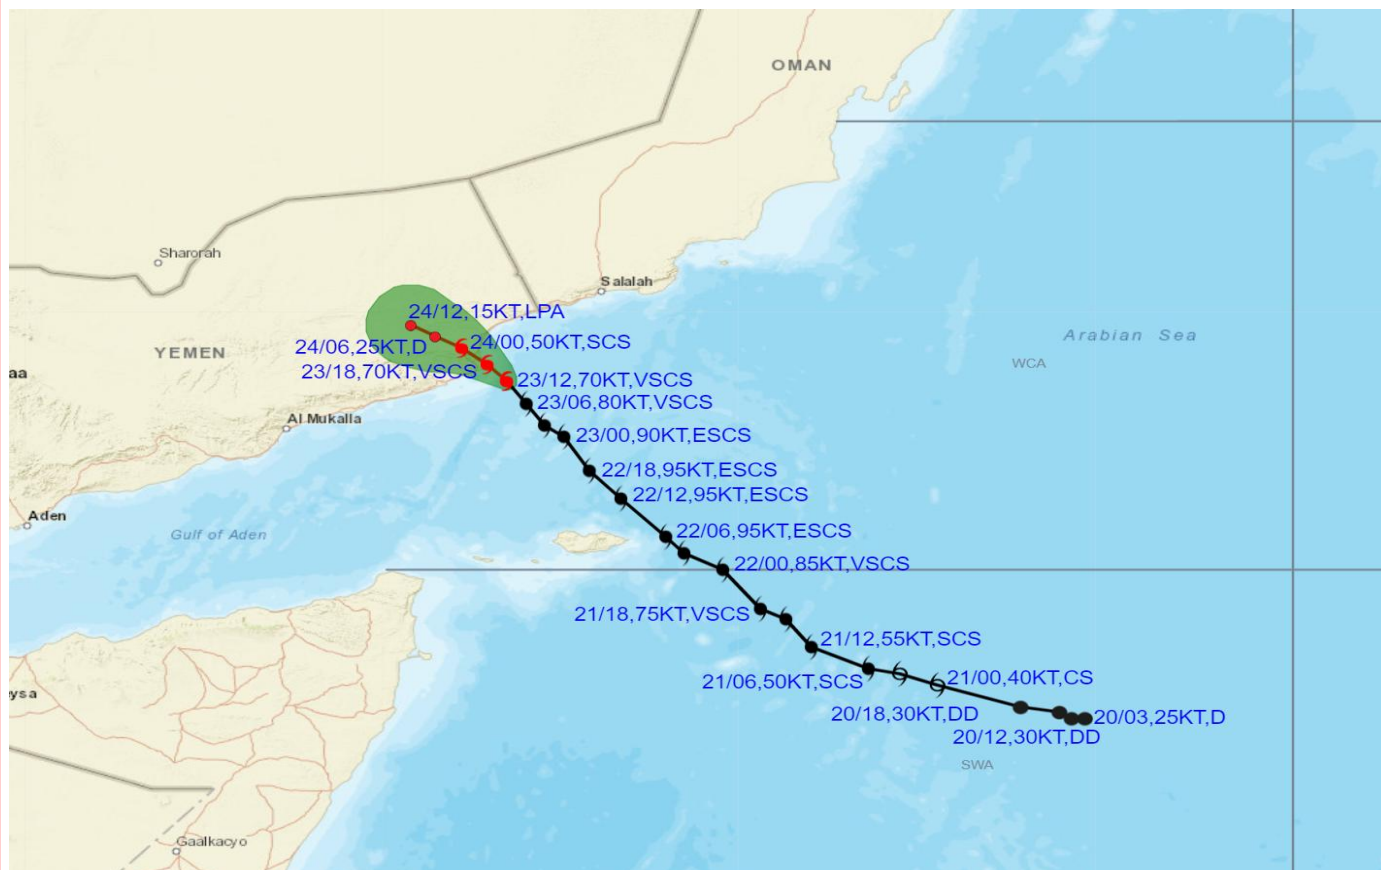 OMAN
Sharorah
Salalah
24/12,15KT,LPA
Arabian Sea
24/00,50KT,SCS
24/06,25KT,D
YEMEN
WCA
23/18,70KT,VSCS
aa
23/12,70KT,VSCS
23/06,80KT,VSCS
Al Mukalla
23/00,90KT,ESCS
22/18,95KT,ESCS
22/12,95KT,ESCS
Aden
22/06,95KT,ESCS
Gulf of Aden
22/00,85KT,VSCS
21/18,75KT,VSCS
21/12,55KT,SCS
21/00,40KT,CS
21/06,50KT,SCS
ysa
20/18,30KT,DD
20/03,25KT,D
20/12,30KT,DD
SWA
Gaalkacyo